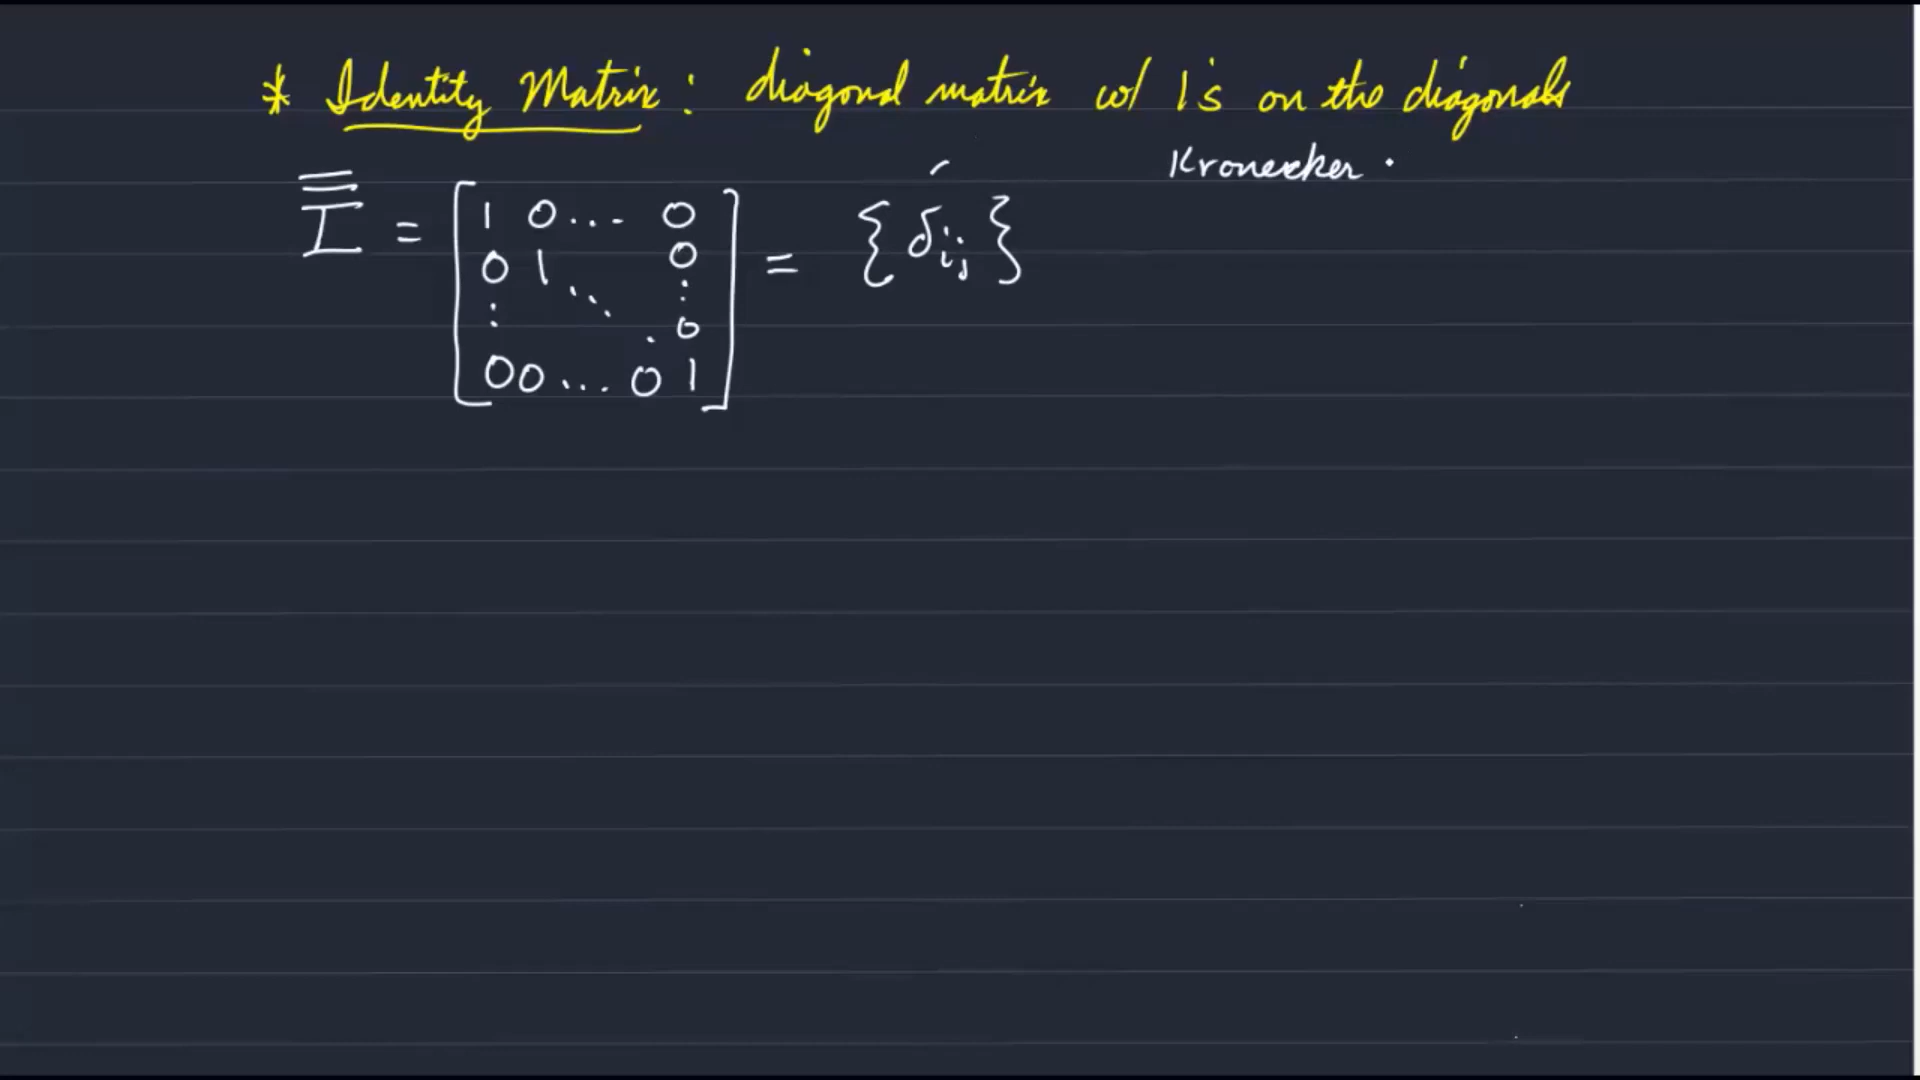 * Identity Matrix: diagonal matrix w/ 1's on the diagonals
Kronecker
I = [1 0 ... 0
0 1 ⋱ 0
⋮ ⋱ ⋮
. 0
0 0 ... 0 1] = {δij}